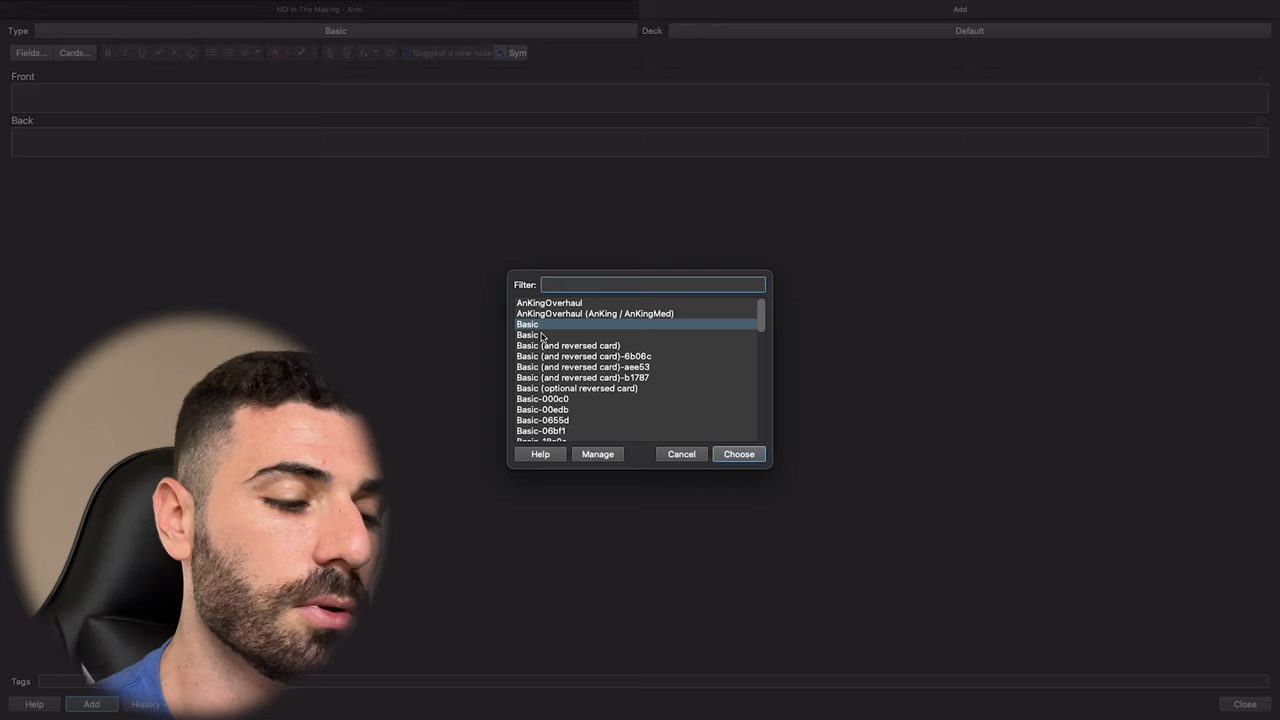 MD In The Making - Anki
Add
Type
Basic
Deck
Default
Fields...
Cards...
B
I
U
Suggest a new note
Sym
Front
Back
Filter:
AnKingOverhaul
AnKingOverhaul (AnKing / AnKingMed)
Basic
Basic
Basic (and reversed card)
Basic (and reversed card)-6b06c
Basic (and reversed card)-aee53
Basic (and reversed card)-b1787
Basic (optional reversed card)
Basic-000c0
Basic-00edb
Basic-0655d
Basic-06bf1
Help
Manage
Cancel
Choose
Tags
Help
Add
History
Close